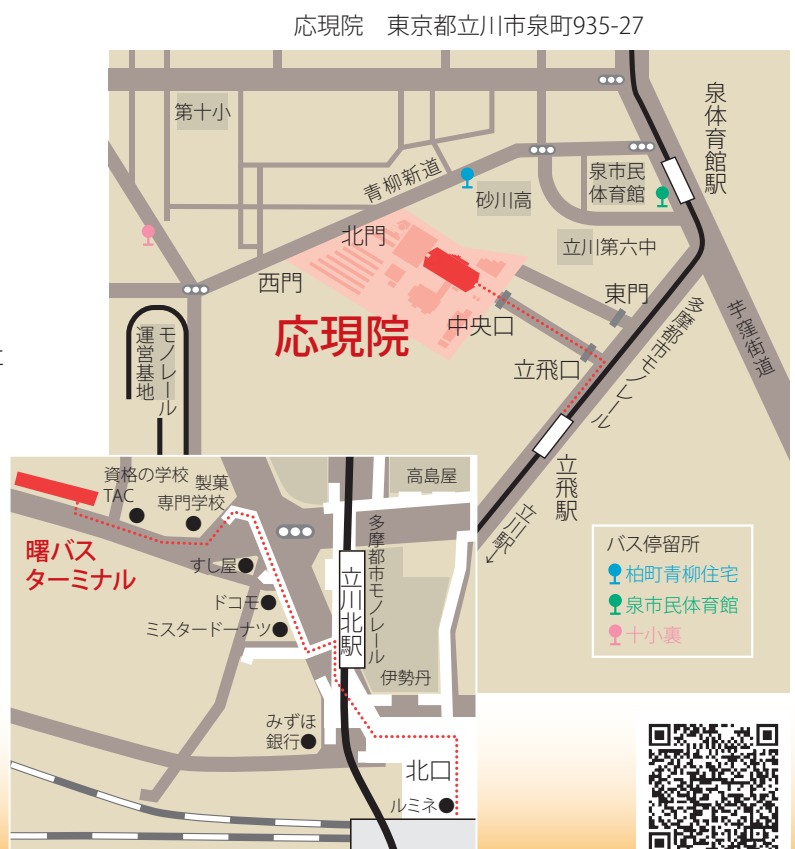 応現院　東京都立川市泉町935-27
第十小
泉体育館駅
青柳新道
砂川高
泉市民
体育館
北門
立川第六中
西門
東門
応現院
中央口
多摩都市モノレール
芋窪街道
モノレール
運営基地
立飛口
立飛駅
立川駅
←
資格の学校
TAC
製菓
専門学校
高島屋
曙バス
ターミナル
すし屋
ドコモ
ミスタードーナツ
多摩都市モノレール
立川北駅
伊勢丹
みずほ
銀行
北口
ルミネ
バス停留所
柏町青柳住宅
泉市民体育館
十小裏